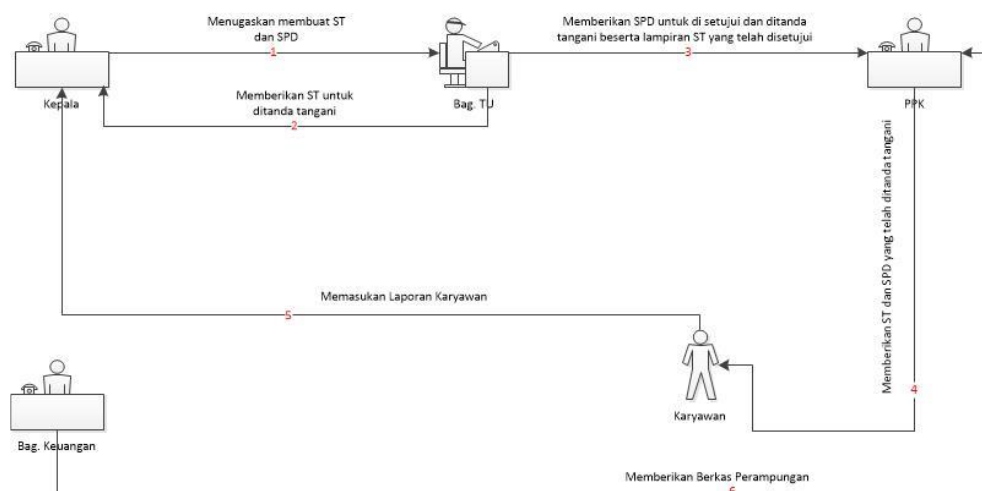 Menugaskan membuat ST
dan SPD
1
Memberikan SPD untuk di setujui dan ditanda
tangani beserta lampiran ST yang telah disetujui
3
Kepala
Bag. TU
PPK
Memberikan ST untuk
ditanda tangani
2
Memberikan ST dan SPD yang telah ditanda tangani
4
Memasukan Laporan Karyawan
5
Karyawan
Bag. Keuangan
Memberikan Berkas Perampungan
6